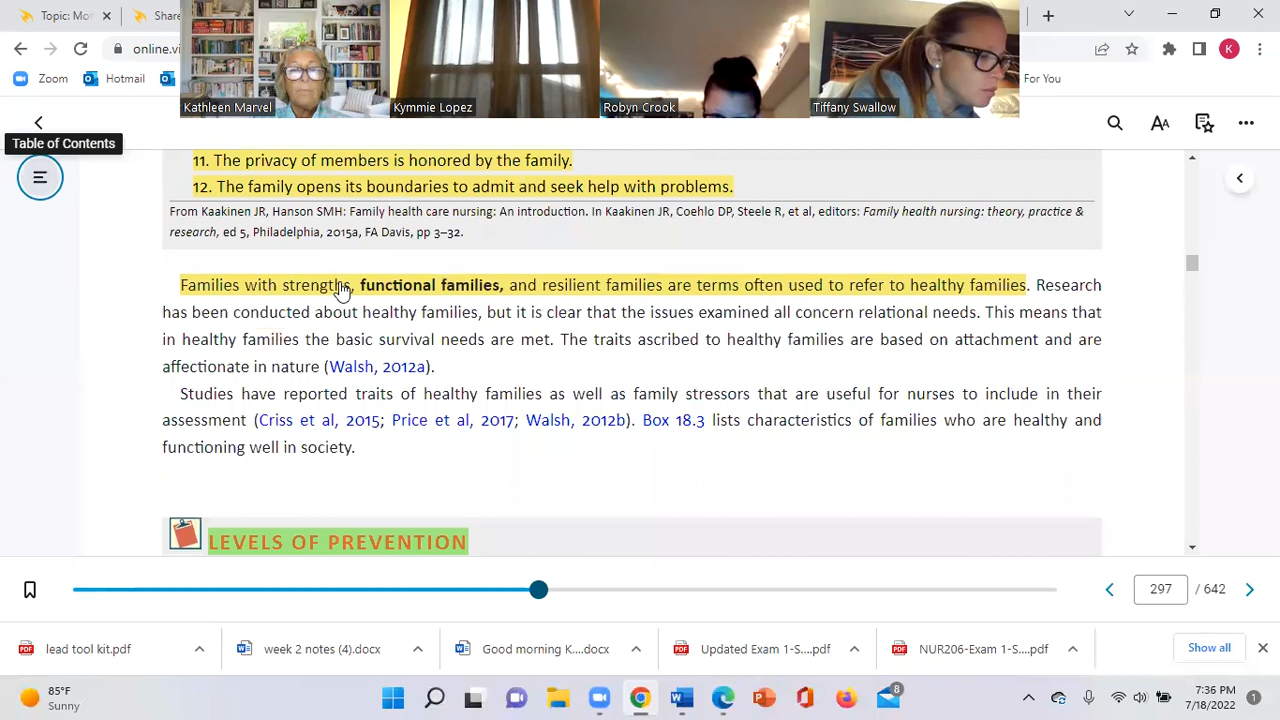 Topic: Mo
Share
online.vi
Zoom
Hotmail
For You
Kathleen Marvel
Kymmie Lopez
Robyn Crook
Tiffany Swallow
K
Table of Contents
AA
11. The privacy of members is honored by the family.
12. The family opens its boundaries to admit and seek help with problems.
From Kaakinen JR, Hanson SMH: Family health care nursing: An introduction. In Kaakinen JR, Coehlo DP, Steele R, et al, editors: Family health nursing: theory, practice &
research, ed 5, Philadelphia, 2015a, FA Davis, pp 3–32.
Families with strengths, functional families, and resilient families are terms often used to refer to healthy families. Research
has been conducted about healthy families, but it is clear that the issues examined all concern relational needs. This means that
in healthy families the basic survival needs are met. The traits ascribed to healthy families are based on attachment and are
affectionate in nature (Walsh, 2012a).
Studies have reported traits of healthy families as well as family stressors that are useful for nurses to include in their
assessment (Criss et al, 2015; Price et al, 2017; Walsh, 2012b). Box 18.3 lists characteristics of families who are healthy and
functioning well in society.
LEVELS OF PREVENTION
297 / 642
lead tool kit.pdf
week 2 notes (4).docx
Good morning K....docx
Updated Exam 1-S....pdf
NUR206-Exam 1-S....pdf
Show all
85°F
Sunny
8
7:36 PM
7/18/2022
1